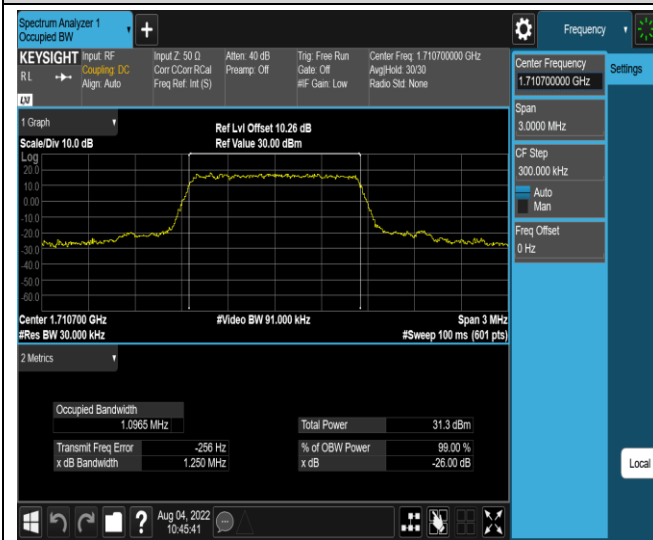 Spectrum Analyzer 1
Occupied BW
+
Frequency
KEYSIGHT
R L
LXI
Input: RF
Coupling: DC
Align: Auto
Input Z: 50 Ω
Corr CCorr RCal
Freq Ref: Int (S)
Atten: 40 dB
Preamp: Off
Trig: Free Run
Gate: Off
#IF Gain: Low
Center Freq: 1.710700000 GHz
Avg|Hold: 30/30
Radio Std: None
Center Frequency
1.710700000 GHz
Settings
Span
3.0000 MHz
CF Step
300.000 kHz
Auto
Man
Freq Offset
0 Hz
1 Graph
Scale/Div 10.0 dB
Ref Lvl Offset 10.26 dB
Ref Value 30.00 dBm
Log
20.0
10.0
0.00
-10.0
-20.0
-30.0
-40.0
-50.0
-60.0
Center 1.710700 GHz
#Res BW 30.000 kHz
#Video BW 91.000 kHz
Span 3 MHz
#Sweep 100 ms (601 pts)
2 Metrics
Occupied Bandwidth
1.0965 MHz
Total Power 31.3 dBm
Transmit Freq Error -256 Hz
% of OBW Power 99.00 %
x dB Bandwidth 1.250 MHz
x dB -26.00 dB
Local
?
Aug 04, 2022
10:45:41